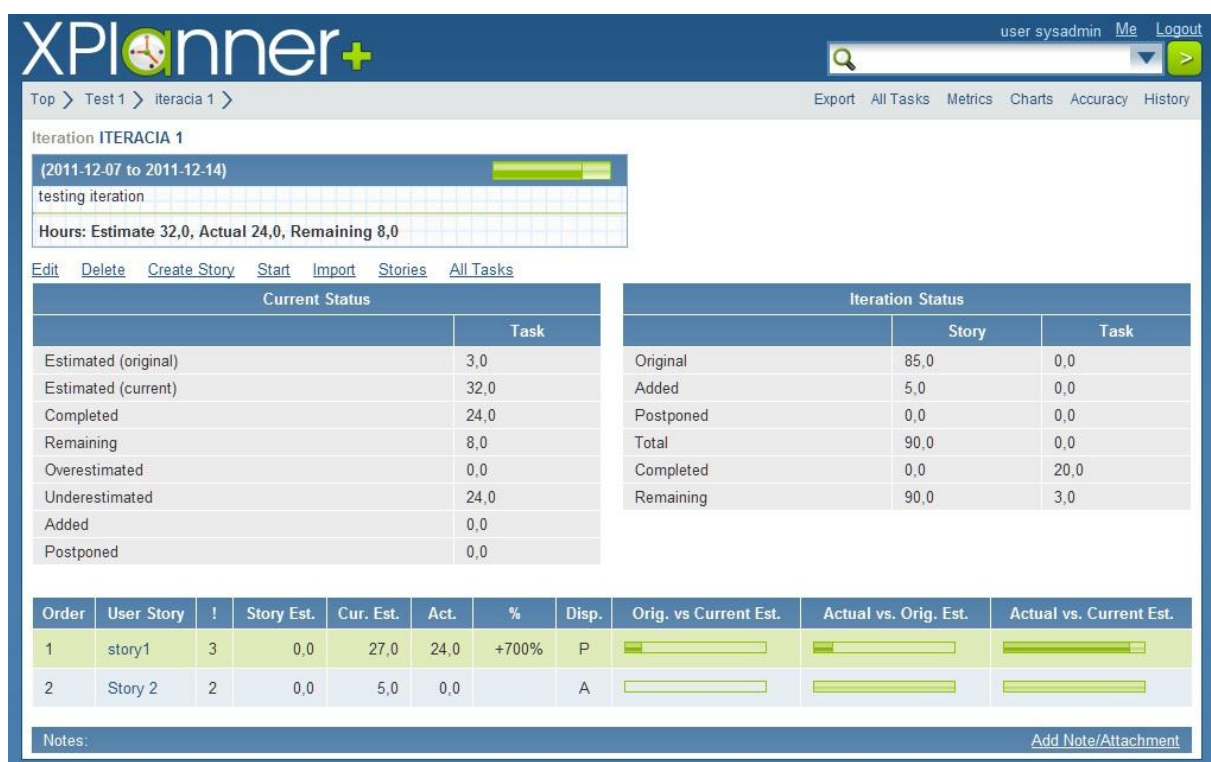 XPlanner+
user sysadmin Me Logout
>
Top > Test 1 > iteracia 1 >
Export All Tasks Metrics Charts Accuracy History
Iteration ITERACIA 1
(2011-12-07 to 2011-12-14)
testing iteration
Hours: Estimate 32,0, Actual 24,0, Remaining 8,0
Edit Delete Create Story Start Import Stories All Tasks
Current Status
Task
Estimated (original) 3,0
Estimated (current) 32,0
Completed 24,0
Remaining 8,0
Overestimated 0,0
Underestimated 24,0
Added 0,0
Postponed 0,0
Iteration Status
Story Task
Original 85,0 0,0
Added 5,0 0,0
Postponed 0,0 0,0
Total 90,0 0,0
Completed 0,0 20,0
Remaining 90,0 3,0
Order User Story ! Story Est. Cur. Est. Act. % Disp. Orig. vs Current Est. Actual vs. Orig. Est. Actual vs. Current Est.
1 story1 3 0,0 27,0 24,0 +700% P
2 Story 2 2 0,0 5,0 0,0 A
Notes: Add Note/Attachment